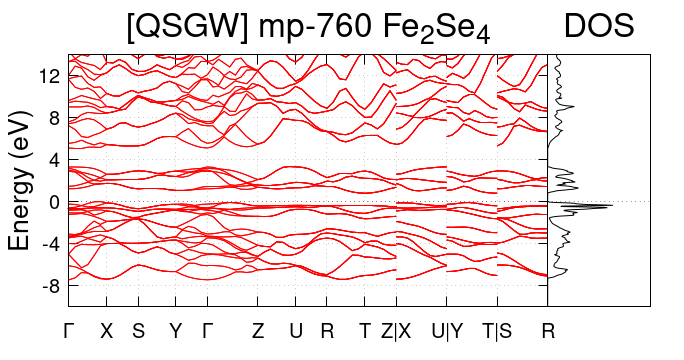 [QSGW] mp-760 Fe₂Se₄ DOS
Energy (eV)
12
8
4
0
-4
-8
Γ X S Y Γ Z U R T Z|X U|Y T|S R